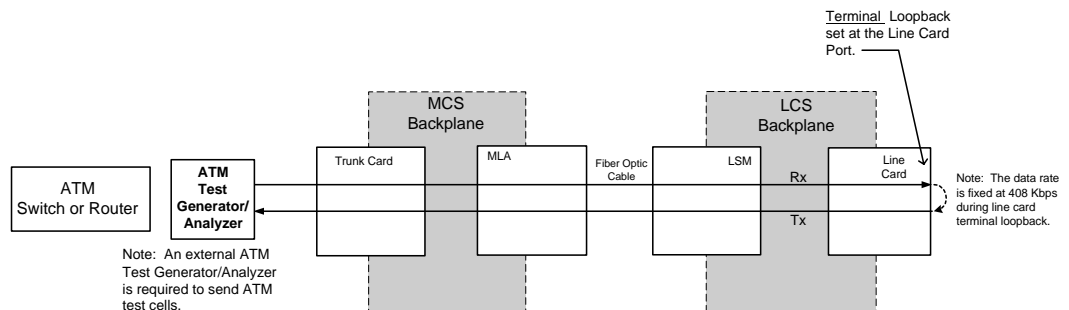 Terminal Loopback
set at the Line Card
Port.
MCS
Backplane
LCS
Backplane
ATM
Switch or Router
ATM
Test
Generator/
Analyzer
Trunk Card
MLA
Fiber Optic
Cable
LSM
Rx
Tx
Line
Card
Note: The data rate
is fixed at 408 Kbps
during line card
terminal loopback.
Note: An external ATM
Test Generator/Analyzer
is required to send ATM
test cells.